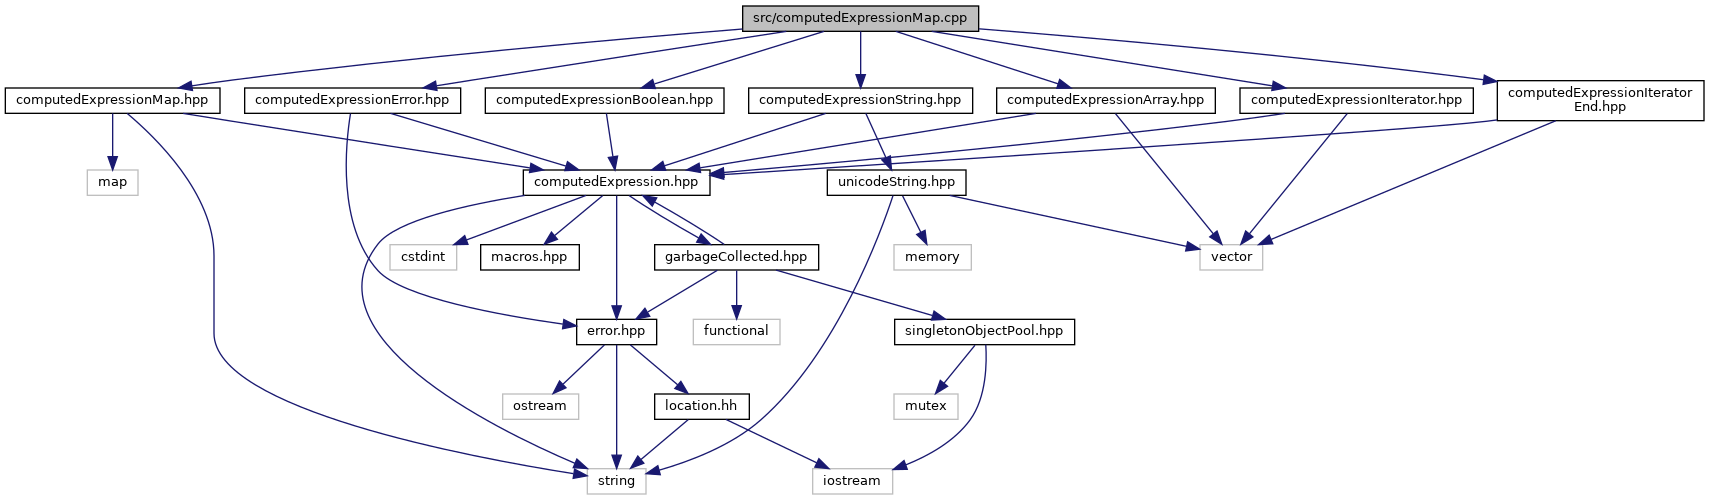 src/computedExpressionMap.cpp
computedExpressionMap.hpp
computedExpressionError.hpp
computedExpressionBoolean.hpp
computedExpressionString.hpp
computedExpressionArray.hpp
computedExpressionIterator.hpp
computedExpressionIterator
End.hpp
map
computedExpression.hpp
unicodeString.hpp
cstdint
macros.hpp
garbageCollected.hpp
memory
vector
error.hpp
functional
singletonObjectPool.hpp
ostream
location.hh
mutex
string
iostream